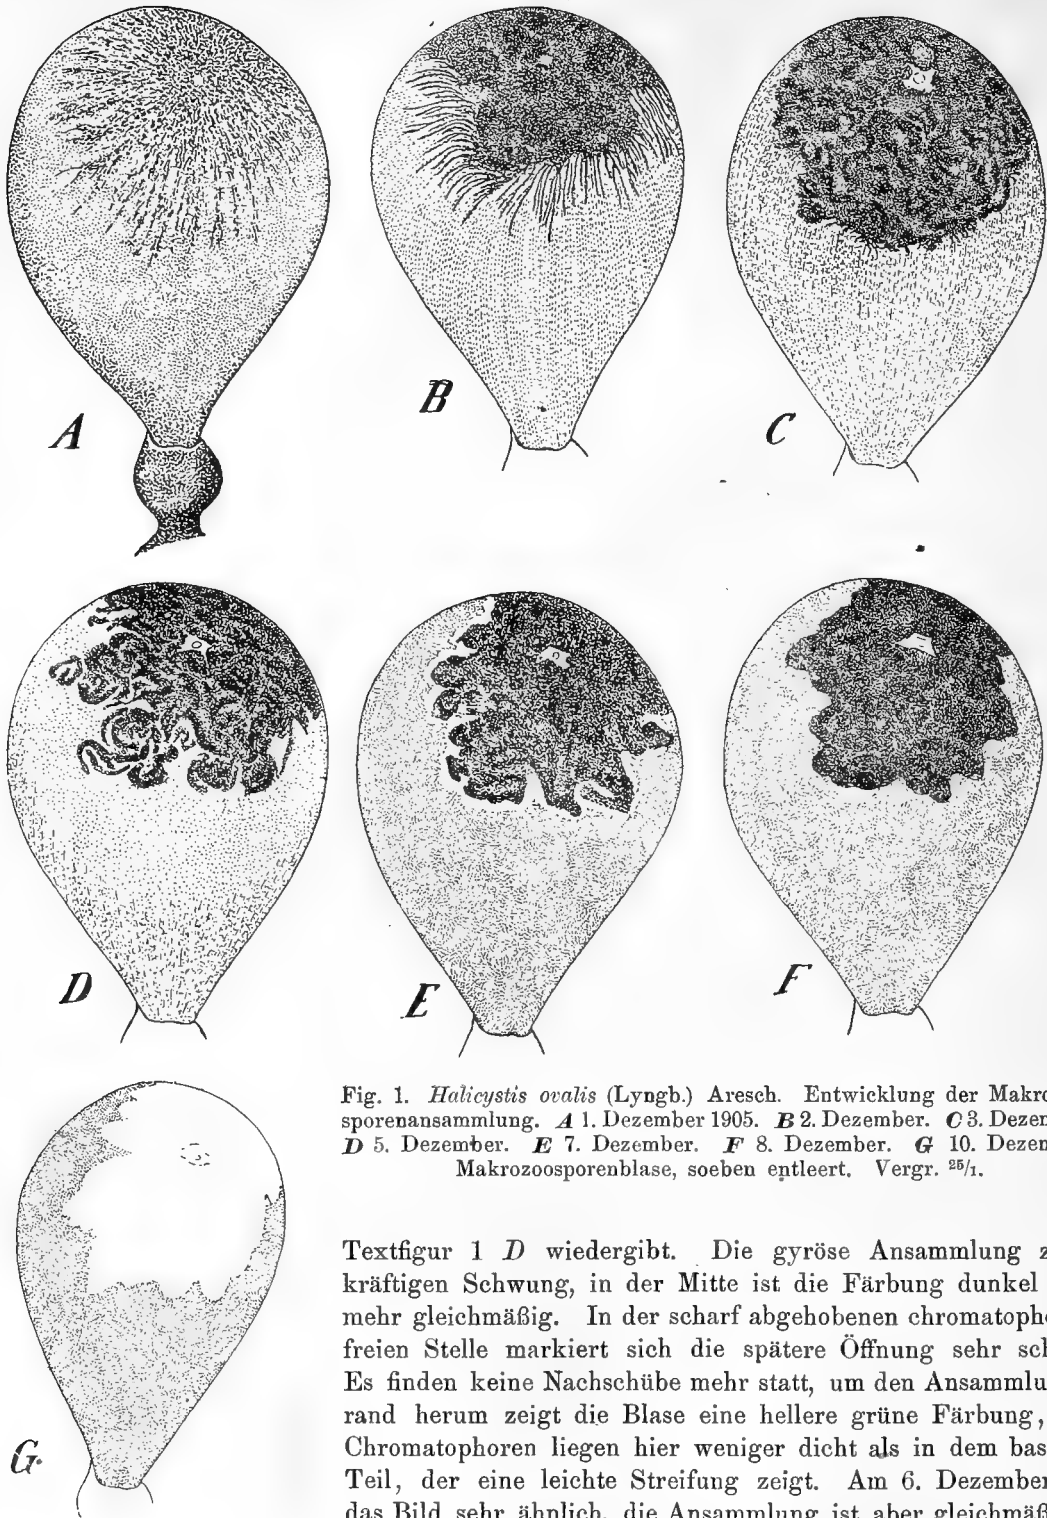 A
B
C
D
E
F
G
Fig. 1. Halicystis ovalis (Lyngb.) Aresch. Entwicklung der Makro
sporenansammlung. A 1. Dezember 1905. B 2. Dezember. C 3. Dezem
D 5. Dezember. E 7. Dezember. F 8. Dezember. G 10. Dezem
Makrozoosporenblase, soeben entleert. Vergr. 25/1.
Textfigur 1 D wiedergibt. Die gyröse Ansammlung z
kräftigen Schwung, in der Mitte ist die Färbung dunkel
mehr gleichmäßig. In der scharf abgehobenen chromatopho
freien Stelle markiert sich die spätere Öffnung sehr sch
Es finden keine Nachschübe mehr statt, um den Ansammlu
rand herum zeigt die Blase eine hellere grüne Färbung,
Chromatophoren liegen hier weniger dicht als in dem bas
Teil, der eine leichte Streifung zeigt. Am 6. Dezember
das Bild sehr ähnlich, die Ansammlung ist aber gleichmäß